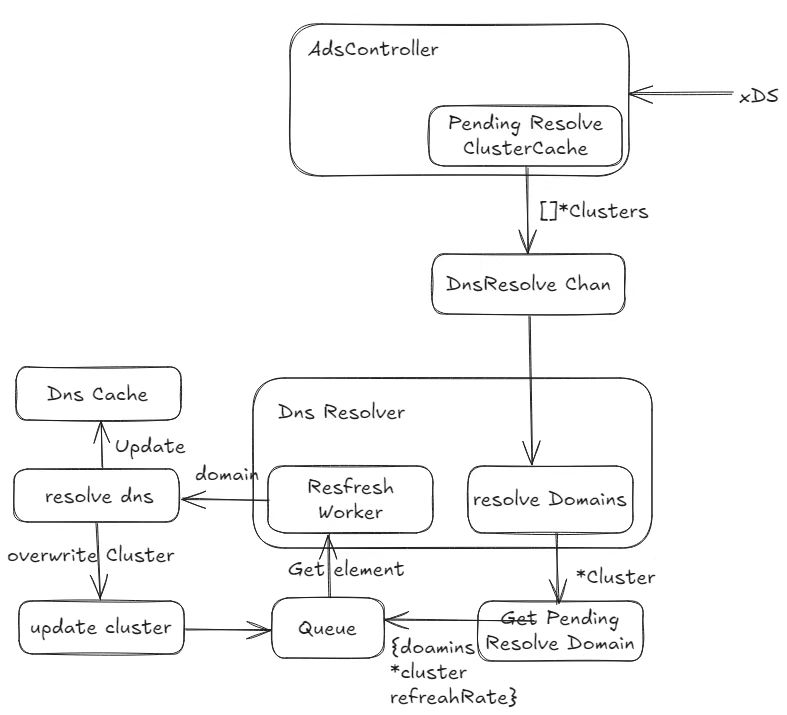 AdsController
xDS
Pending Resolve
ClusterCache
[]*Clusters
DnsResolve Chan
Dns Cache
Dns Resolver
Update
domain
resolve dns
Resfresh
Worker
resolve Domains
overwrite Cluster
Get element
*Cluster
update cluster
Queue
Get Pending
Resolve Domain
{doamins
*cluster
refreahRate}